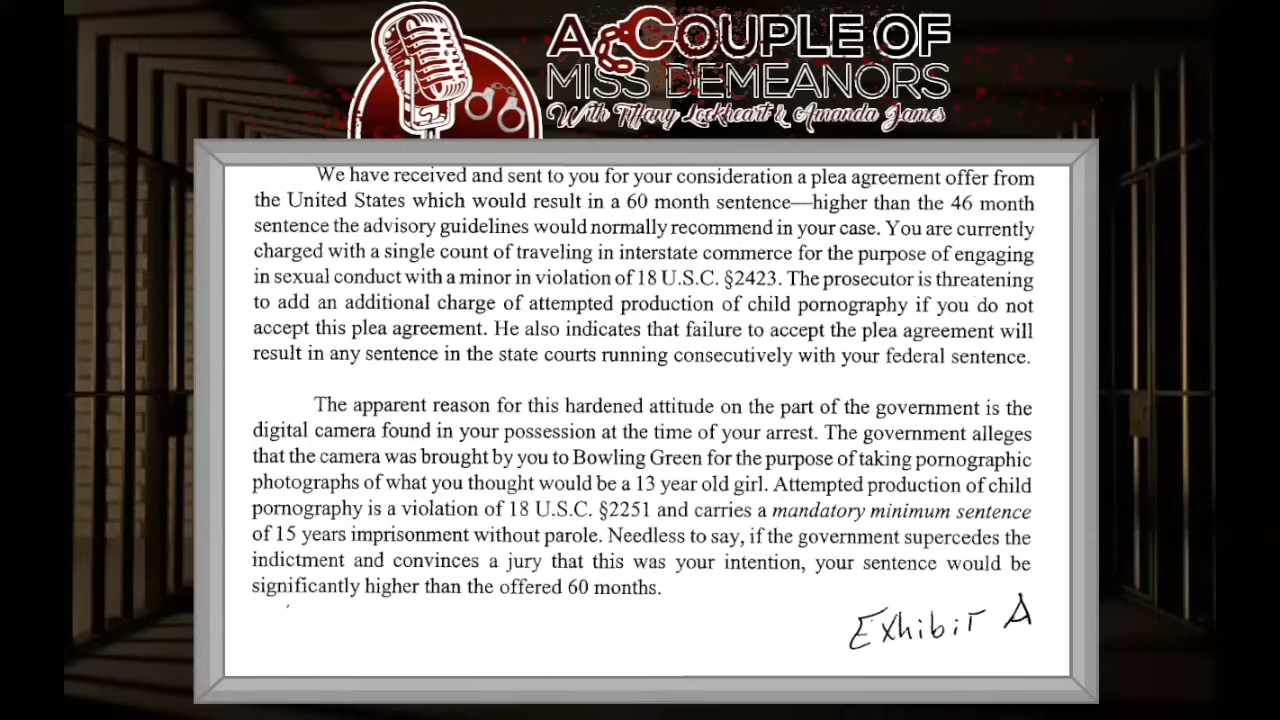 A COUPLE OF
MISS DEMEANORS
With Tiffany Lockheart & Amanda James
We have received and sent to you for your consideration a plea agreement offer from
the United States which would result in a 60 month sentence—higher than the 46 month
sentence the advisory guidelines would normally recommend in your case. You are currently
charged with a single count of traveling in interstate commerce for the purpose of engaging
in sexual conduct with a minor in violation of 18 U.S.C. §2423. The prosecutor is threatening
to add an additional charge of attempted production of child pornography if you do not
accept this plea agreement. He also indicates that failure to accept the plea agreement will
result in any sentence in the state courts running consecutively with your federal sentence.
The apparent reason for this hardened attitude on the part of the government is the
digital camera found in your possession at the time of your arrest. The government alleges
that the camera was brought by you to Bowling Green for the purpose of taking pornographic
photographs of what you thought would be a 13 year old girl. Attempted production of child
pornography is a violation of 18 U.S.C. §2251 and carries a mandatory minimum sentence
of 15 years imprisonment without parole. Needless to say, if the government supercedes the
indictment and convinces a jury that this was your intention, your sentence would be
significantly higher than the offered 60 months.
Exhibit A